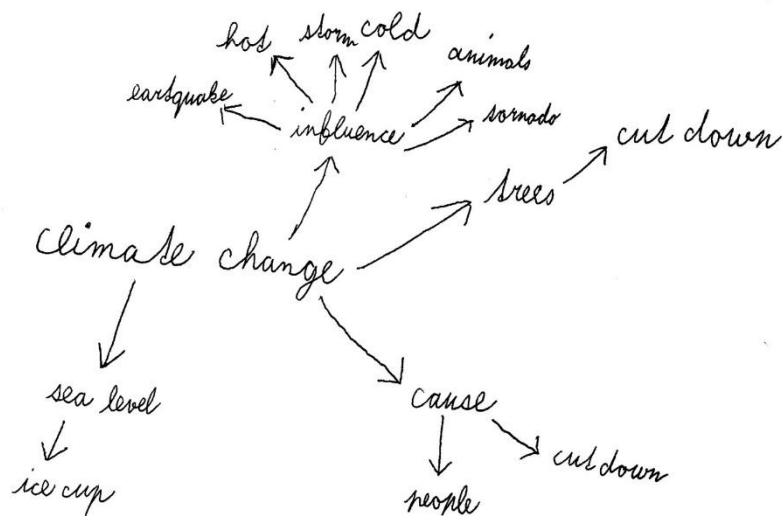 hot storm cold
animals
earsquake
influence
tornado
cut down
trees
climate change
sea level
cause
cut down
ice cup
people